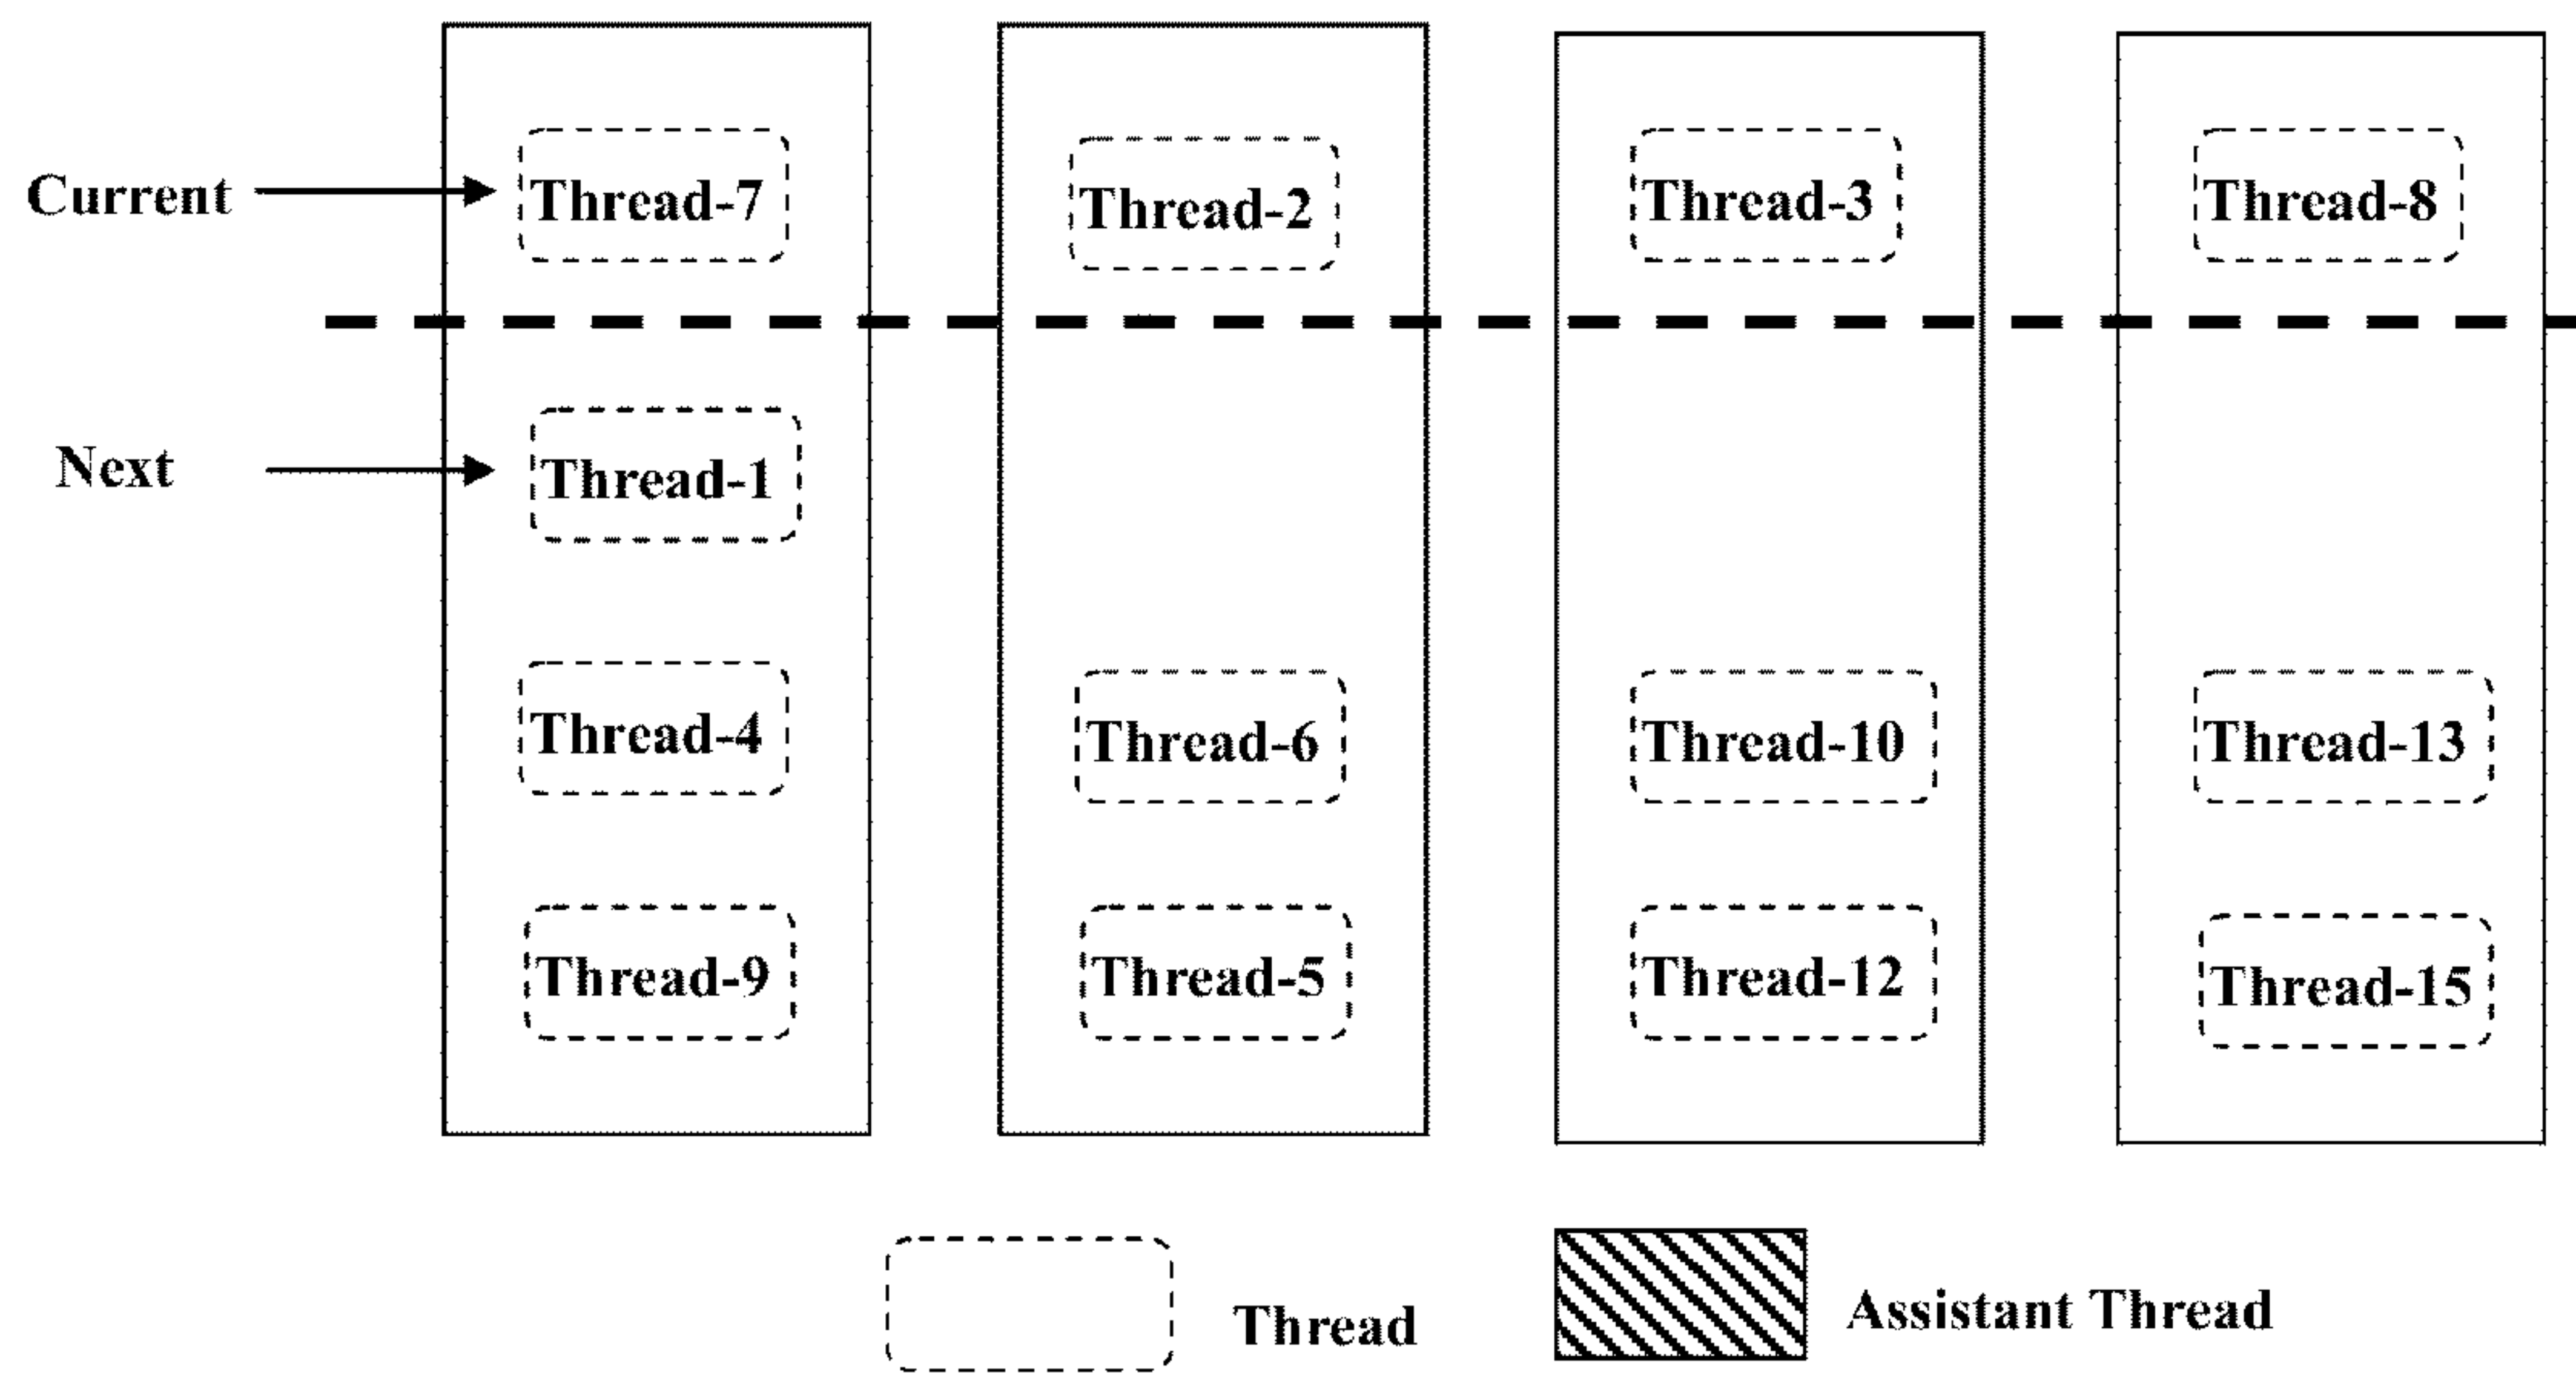 Current
Thread-7
Thread-2
Thread-3
Thread-8
Next
Thread-1
Thread-4
Thread-6
Thread-10
Thread-13
Thread-9
Thread-5
Thread-12
Thread-15
Thread
Assistant Thread